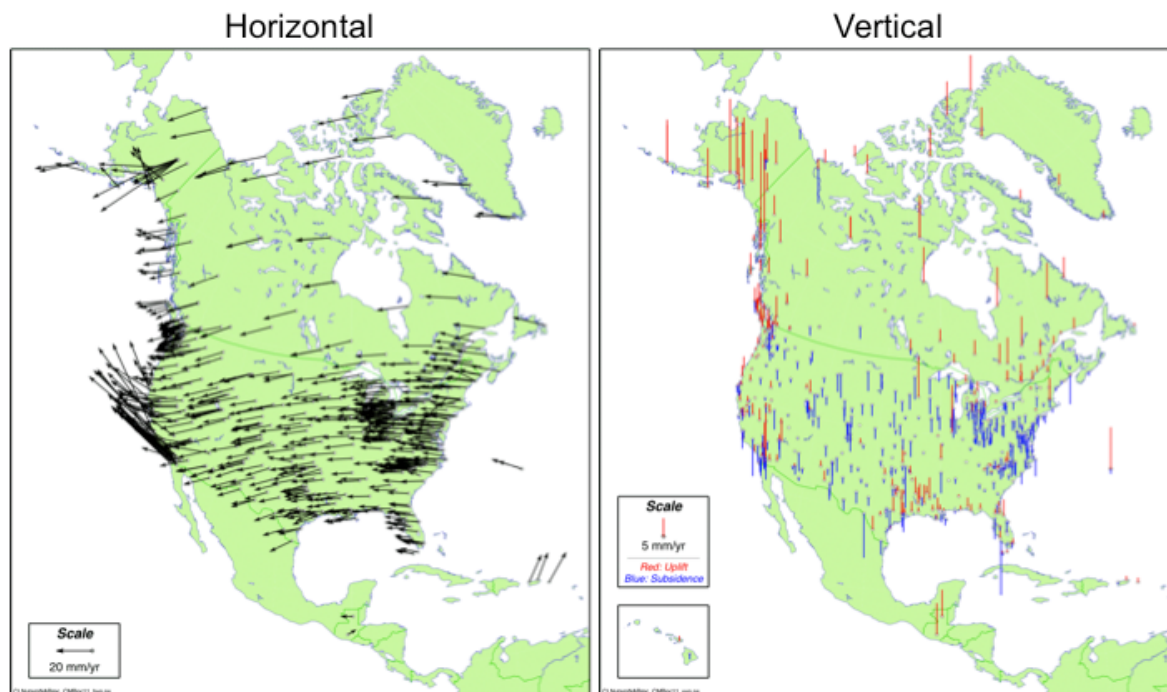 Horizontal
Vertical
Scale
20 mm/yr
Scale
5 mm/yr
Red: Uplift
Blue: Subsidence